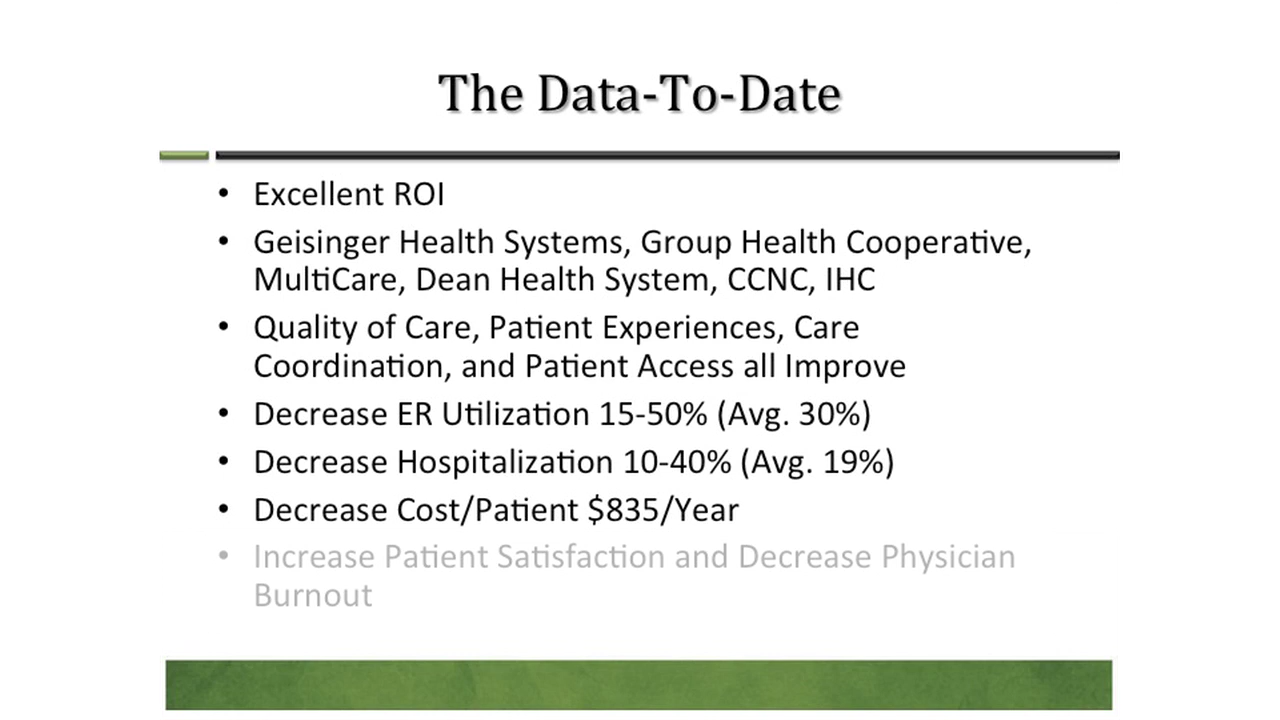 The Data-To-Date
• Excellent ROI
• Geisinger Health Systems, Group Health Cooperative,
MultiCare, Dean Health System, CCNC, IHC
• Quality of Care, Patient Experiences, Care
Coordination, and Patient Access all Improve
• Decrease ER Utilization 15-50% (Avg. 30%)
• Decrease Hospitalization 10-40% (Avg. 19%)
• Decrease Cost/Patient $835/Year
• Increase Patient Satisfaction and Decrease Physician
Burnout